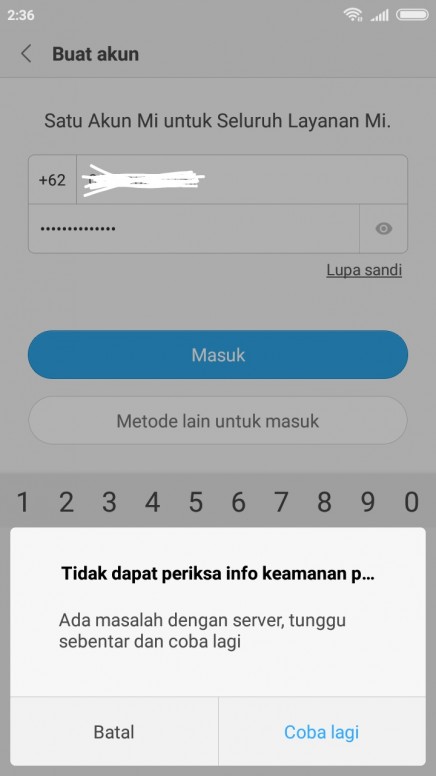 2:36
Buat akun
Satu Akun Mi untuk Seluruh Layanan Mi.
+62
••••••••••••••
Lupa sandi
Masuk
Metode lain untuk masuk
1 2 3 4 5 6 7 8 9 0
Tidak dapat periksa info keamanan p...
Ada masalah dengan server, tunggu
sebentar dan coba lagi
Batal Coba lagi